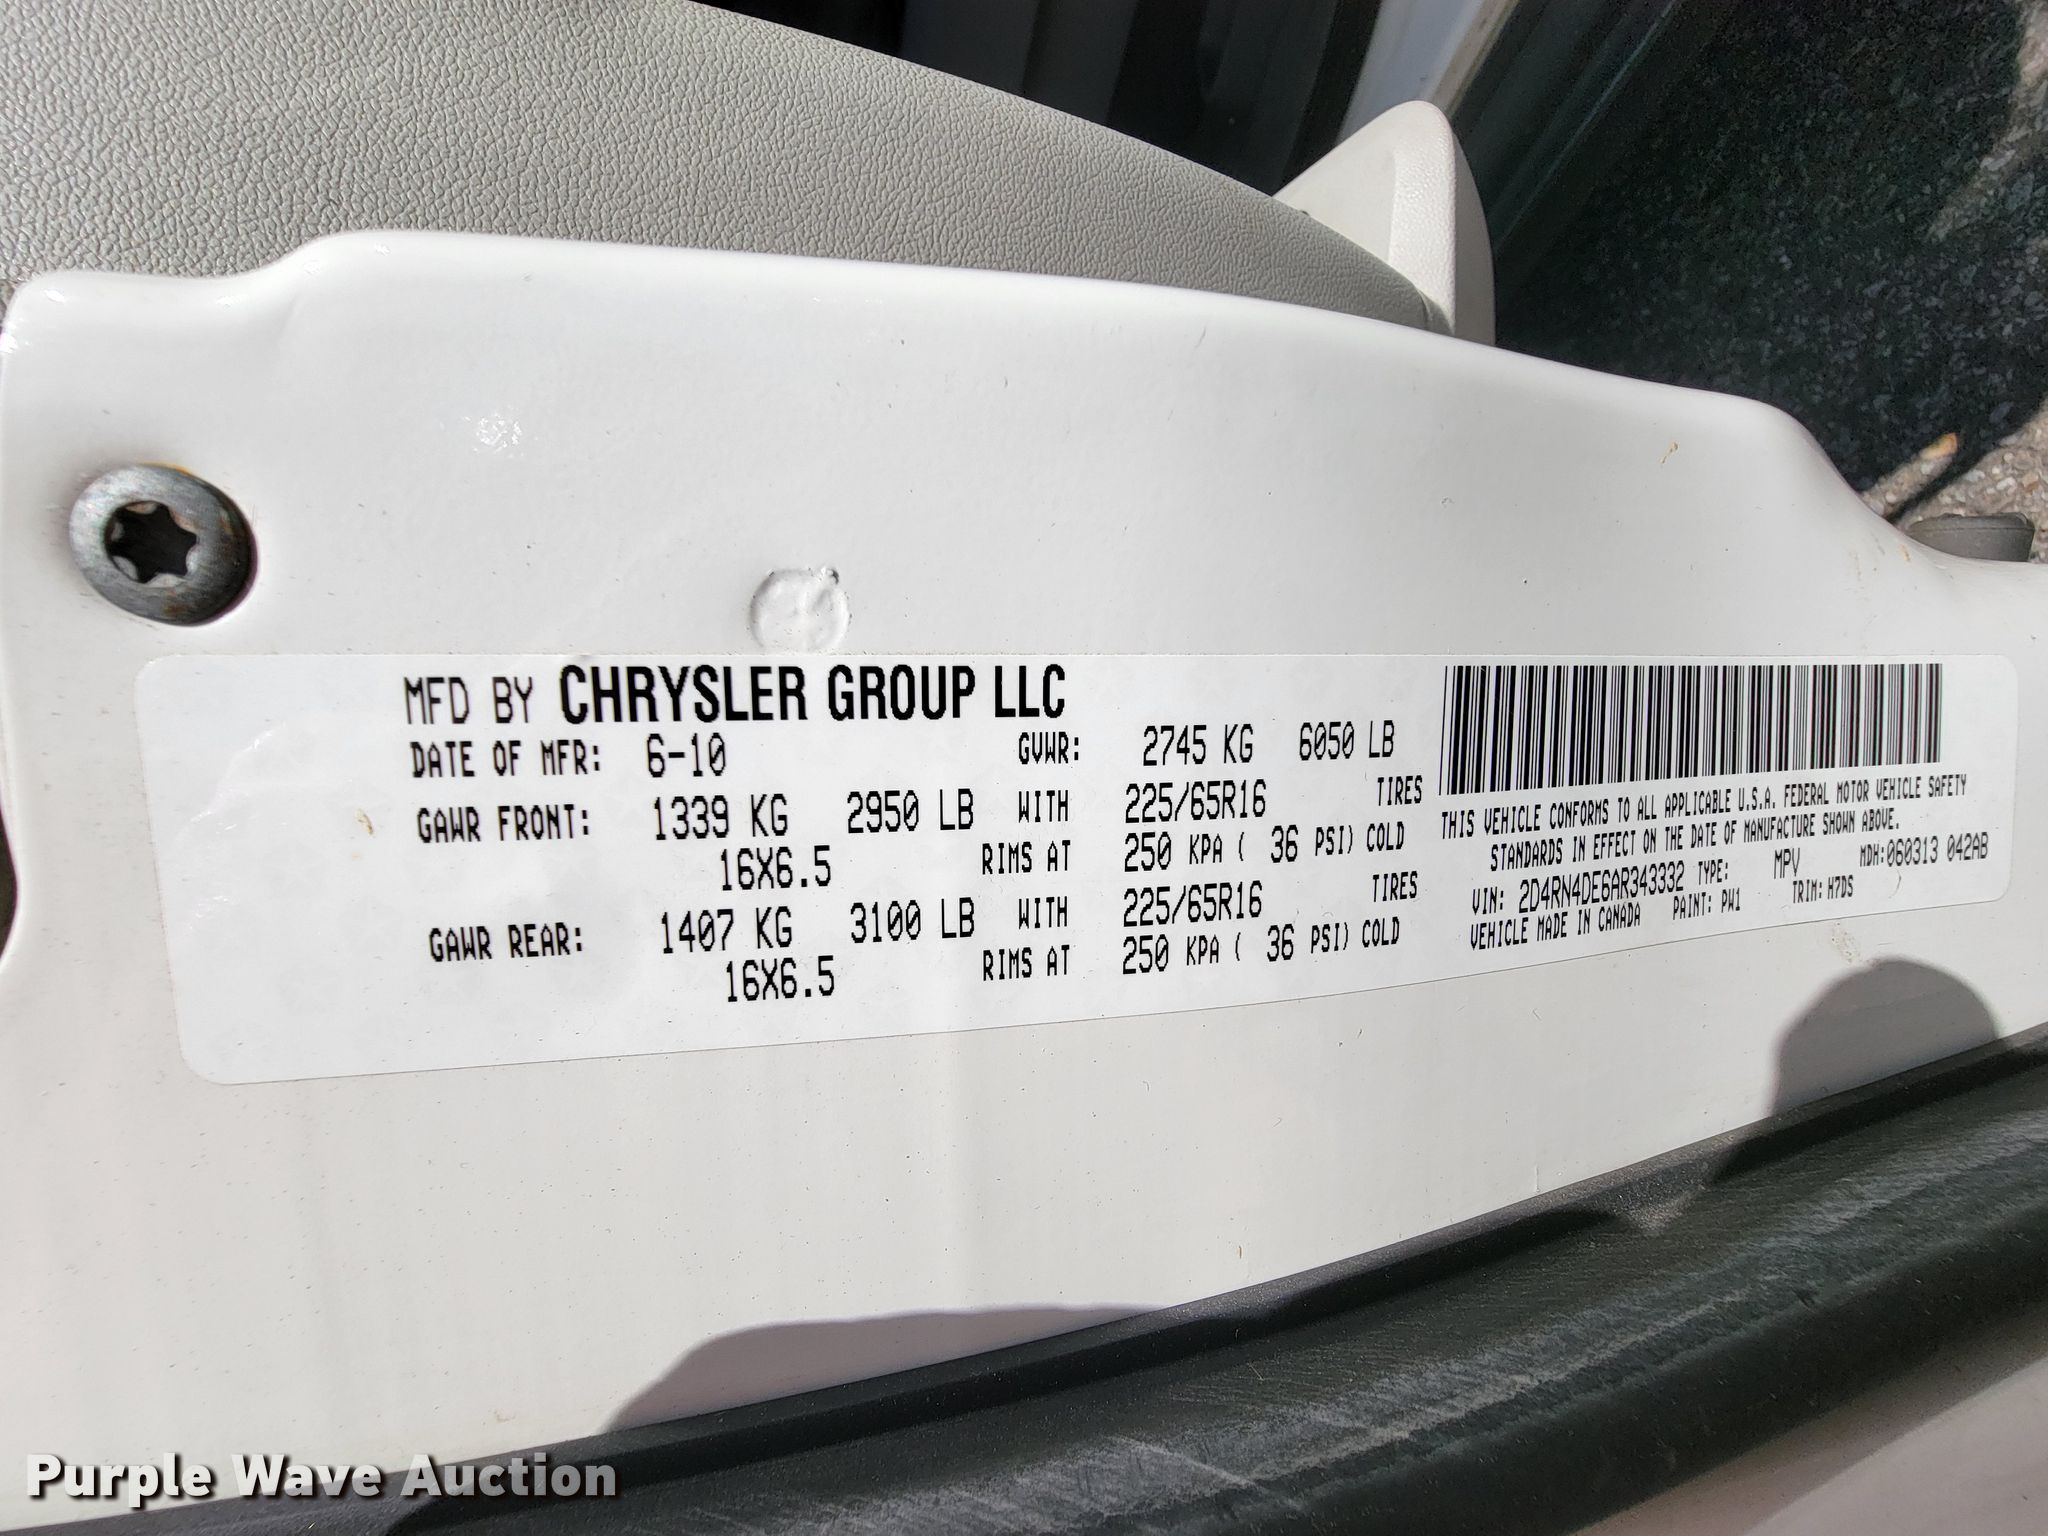 MFD BY CHRYSLER GROUP LLC
DATE OF MFR: 6-10 GVWR: 2745 KG 6050 LB
GAWR FRONT: 1339 KG 2950 LB WITH 225/65R16 TIRES
16X6.5 RIMS AT 250 KPA ( 36 PSI) COLD
GAWR REAR: 1407 KG 3100 LB WITH 225/65R16 TIRES
16X6.5 RIMS AT 250 KPA ( 36 PSI) COLD
THIS VEHICLE CONFORMS TO ALL APPLICABLE U.S.A. FEDERAL MOTOR VEHICLE SAFETY
STANDARDS IN EFFECT ON THE DATE OF MANUFACTURE SHOWN ABOVE.
VIN: 2D4RN4DE6AR343332 TYPE: MPV MDH:060313 042AB
VEHICLE MADE IN CANADA PAINT: PW1 TRIM: H7DS
Purple Wave Auction